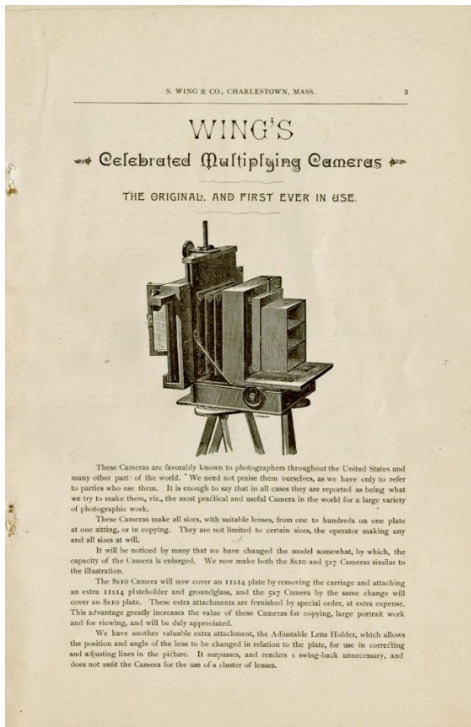 S. WING & CO., CHARLESTOWN, MASS.
3
WING'S
Celebrated Multiplying Cameras
THE ORIGINAL, AND FIRST EVER IN USE.
These Cameras are favorably known to photographers throughout the United States and
many other part of the world. We need not praise them ourselves, as we have only to refer
to parties who use them. It is enough to say that in all cases they are reported as being what
we try to make them, viz., the most practical and useful Camera in the world for a large variety
of photographic work.
These Cameras make all sizes, with suitable lenses, from one to hundreds on one plate
at one sitting, or in copying. They are not limited to certain sizes, the operator making any
and all sizes at will.
It will be noticed by many that we have changed the model somewhat, by which, the
capacity of the Camera is enlarged. We now make both the 8x10 and 5x7 Cameras similar to
the illustration.
The 8x10 Camera will now cover an 11x14 plate by removing the carriage and attaching
an extra 11x14 plateholder and groundglass, and the 5x7 Camera by the same change will
cover an 8x10 plate. These extra attachments are furnished by special order, at extra expense.
This advantage greatly increases the value of these Cameras for copying, large portrait work
and for viewing, and will be duly appreciated.
We have another valuable extra attachment, the Adjustable Lens Holder, which allows
the position and angle of the lens to be changed in relation to the plate, for use in correcting
and adjusting lines in the picture. It surpasses, and renders a swing-back unnecessary, and
does not unfit the Camera for the use of a cluster of lenses.